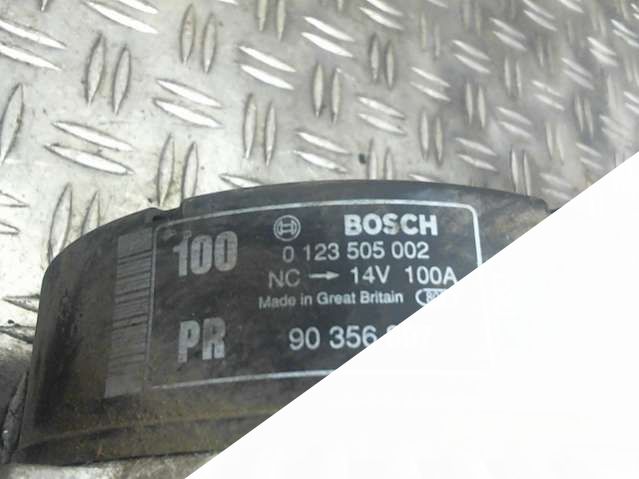 100 BOSCH
0 123 505 002
NC → 14V 100A
Made in Great Britain
PR 90 356